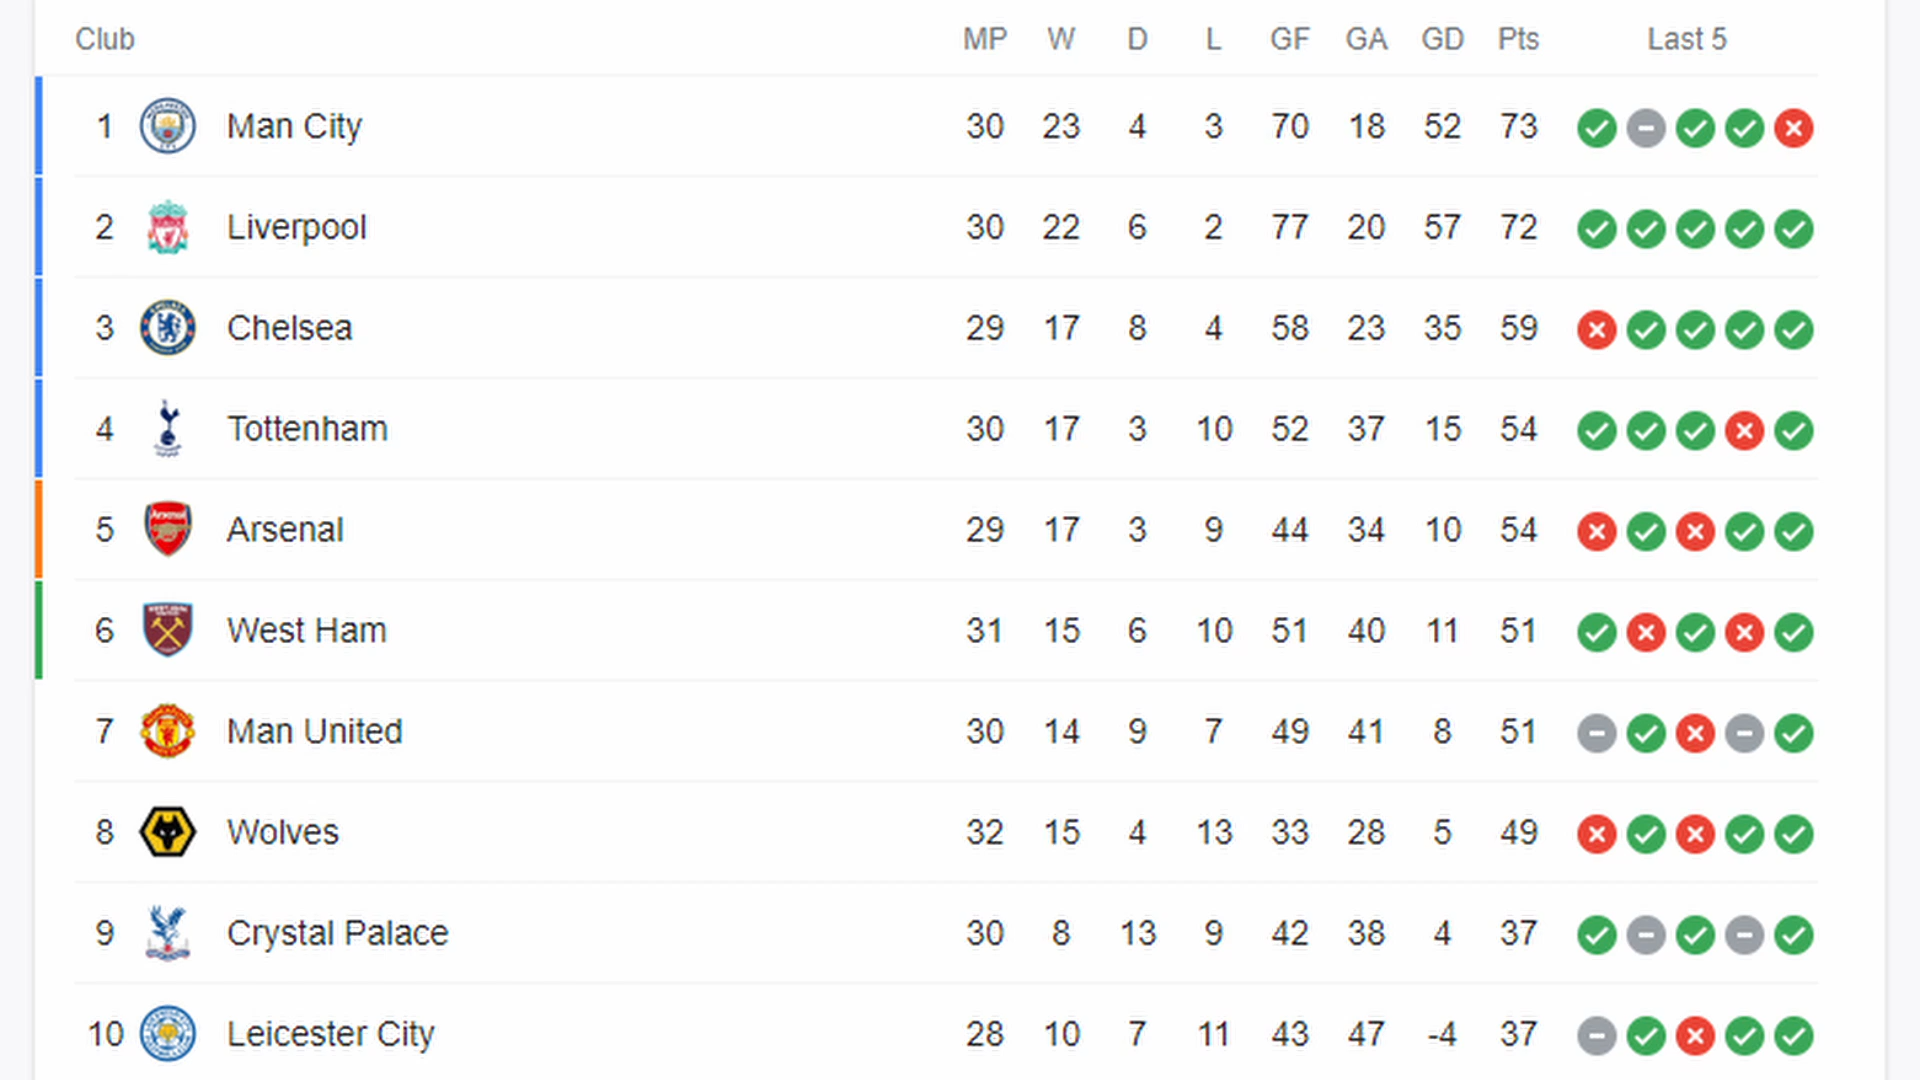 Club MP W D L GF GA GD Pts Last 5
1 Man City 30 23 4 3 70 18 52 73
2 Liverpool 30 22 6 2 77 20 57 72
3 Chelsea 29 17 8 4 58 23 35 59
4 Tottenham 30 17 3 10 52 37 15 54
5 Arsenal 29 17 3 9 44 34 10 54
6 West Ham 31 15 6 10 51 40 11 51
7 Man United 30 14 9 7 49 41 8 51
8 Wolves 32 15 4 13 33 28 5 49
9 Crystal Palace 30 8 13 9 42 38 4 37
10 Leicester City 28 10 7 11 43 47 -4 37